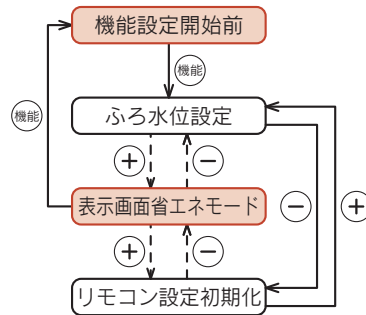 機能設定開始前
機能
機能
ふろ水位設定
+
−
表示画面省エネモード
−
+
+
−
リモコン設定初期化